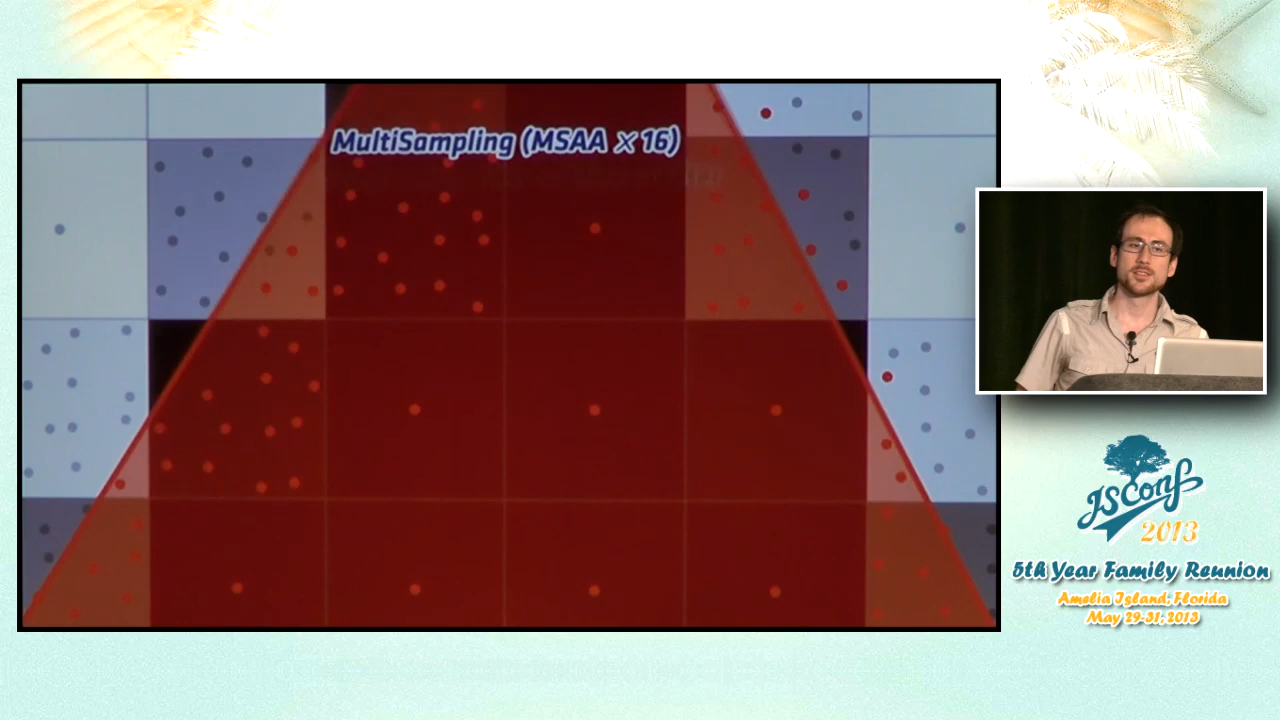 MultiSampling (MSAA × 16)
JSConf
2013
5th Year Family Reunion
Amelia Island, Florida
May 29-31, 2013